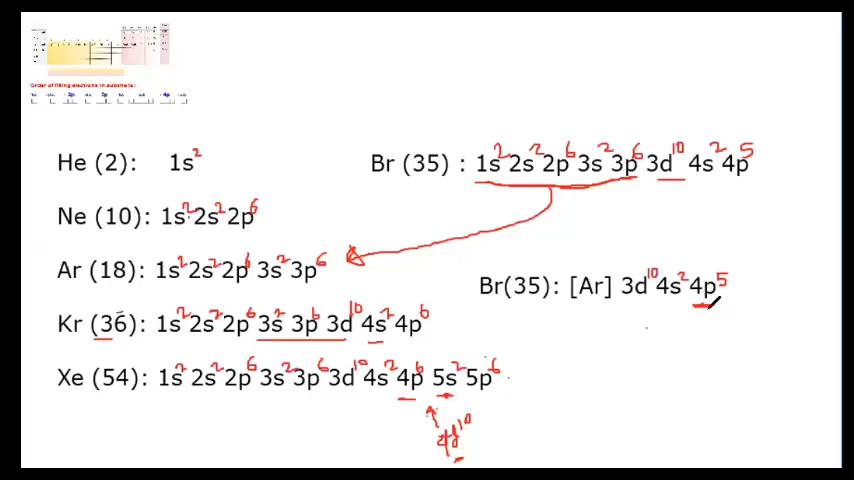 Order of filling electrons in subshells:
He (2): 1s²
Br (35) : 1s² 2s² 2p⁶ 3s² 3p⁶ 3d¹⁰ 4s² 4p⁵
Ne (10): 1s² 2s² 2p⁶
Ar (18): 1s² 2s² 2p⁶ 3s² 3p⁶
Br(35): [Ar] 3d¹⁰ 4s² 4p⁵
Kr (36): 1s² 2s² 2p⁶ 3s² 3p⁶ 3d¹⁰ 4s² 4p⁶
Xe (54): 1s² 2s² 2p⁶ 3s² 3p⁶ 3d¹⁰ 4s² 4p⁶ 5s² 5p⁶
4d¹⁰